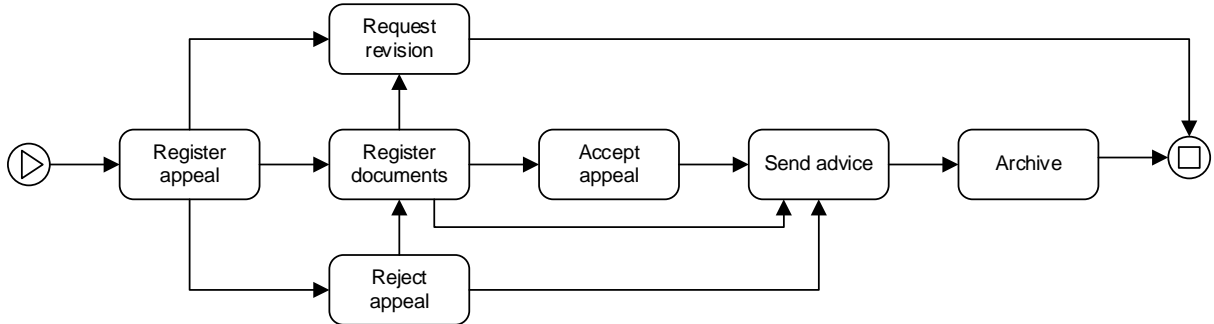 Request
revision
Register
appeal
Register
documents
Accept
appeal
Send advice
Archive
Reject
appeal